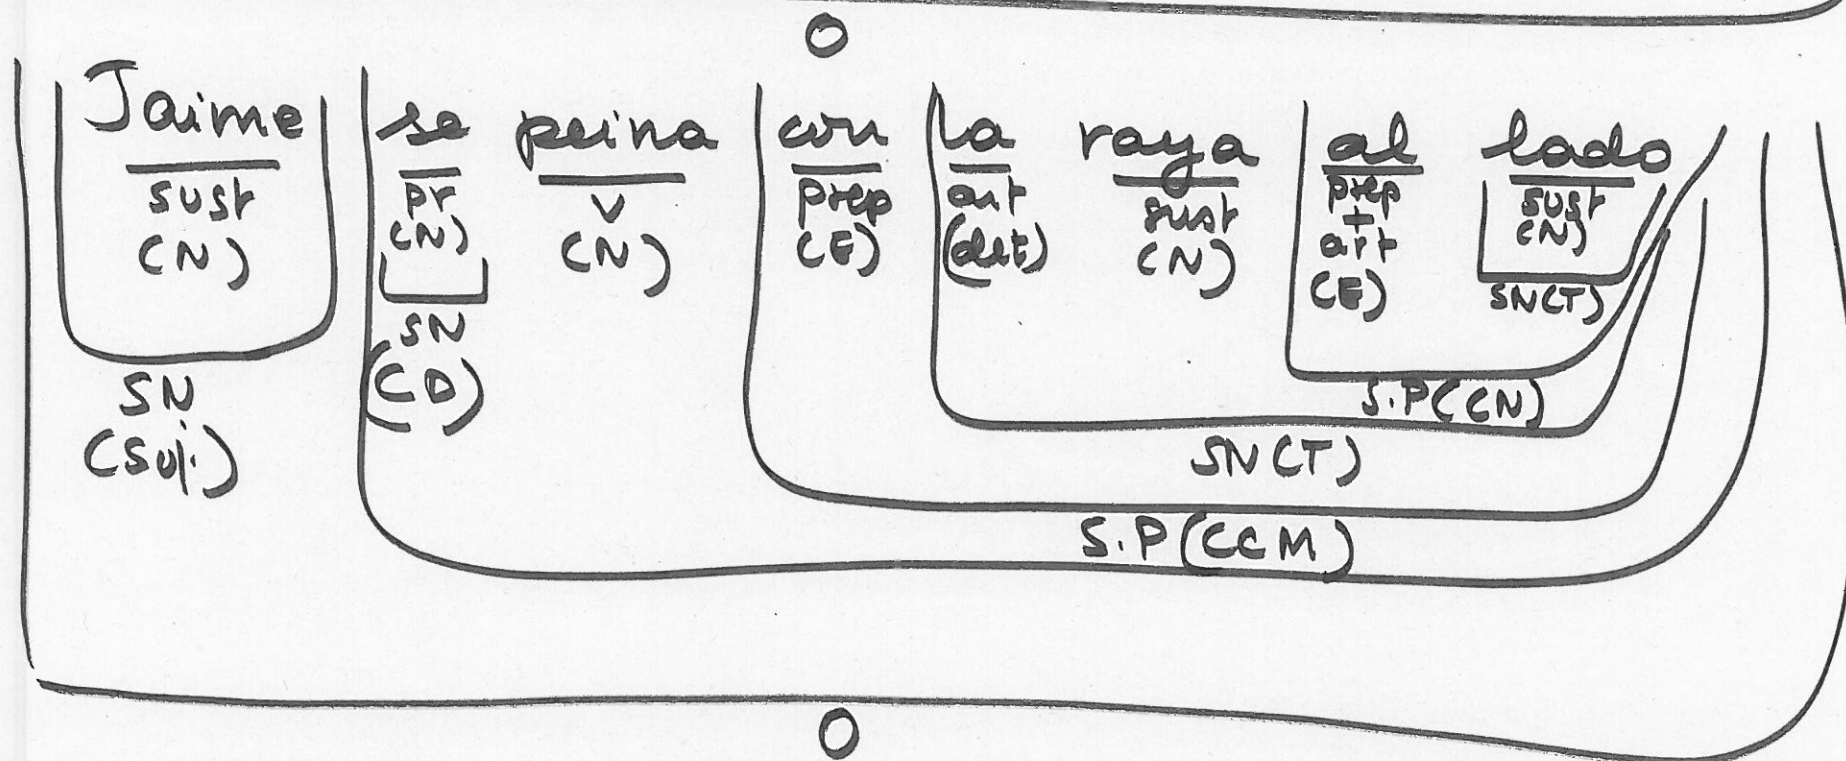 O
Jaime se peina con la raya al lado
sust pr v prep art sust prep + art sust
(N) (N) (N) (E) (det) (N) (E) (N)
SN SN(T)
(CD)
SN S.P(CN)
(Suj.) SN(T)
S.P(CCM)
O